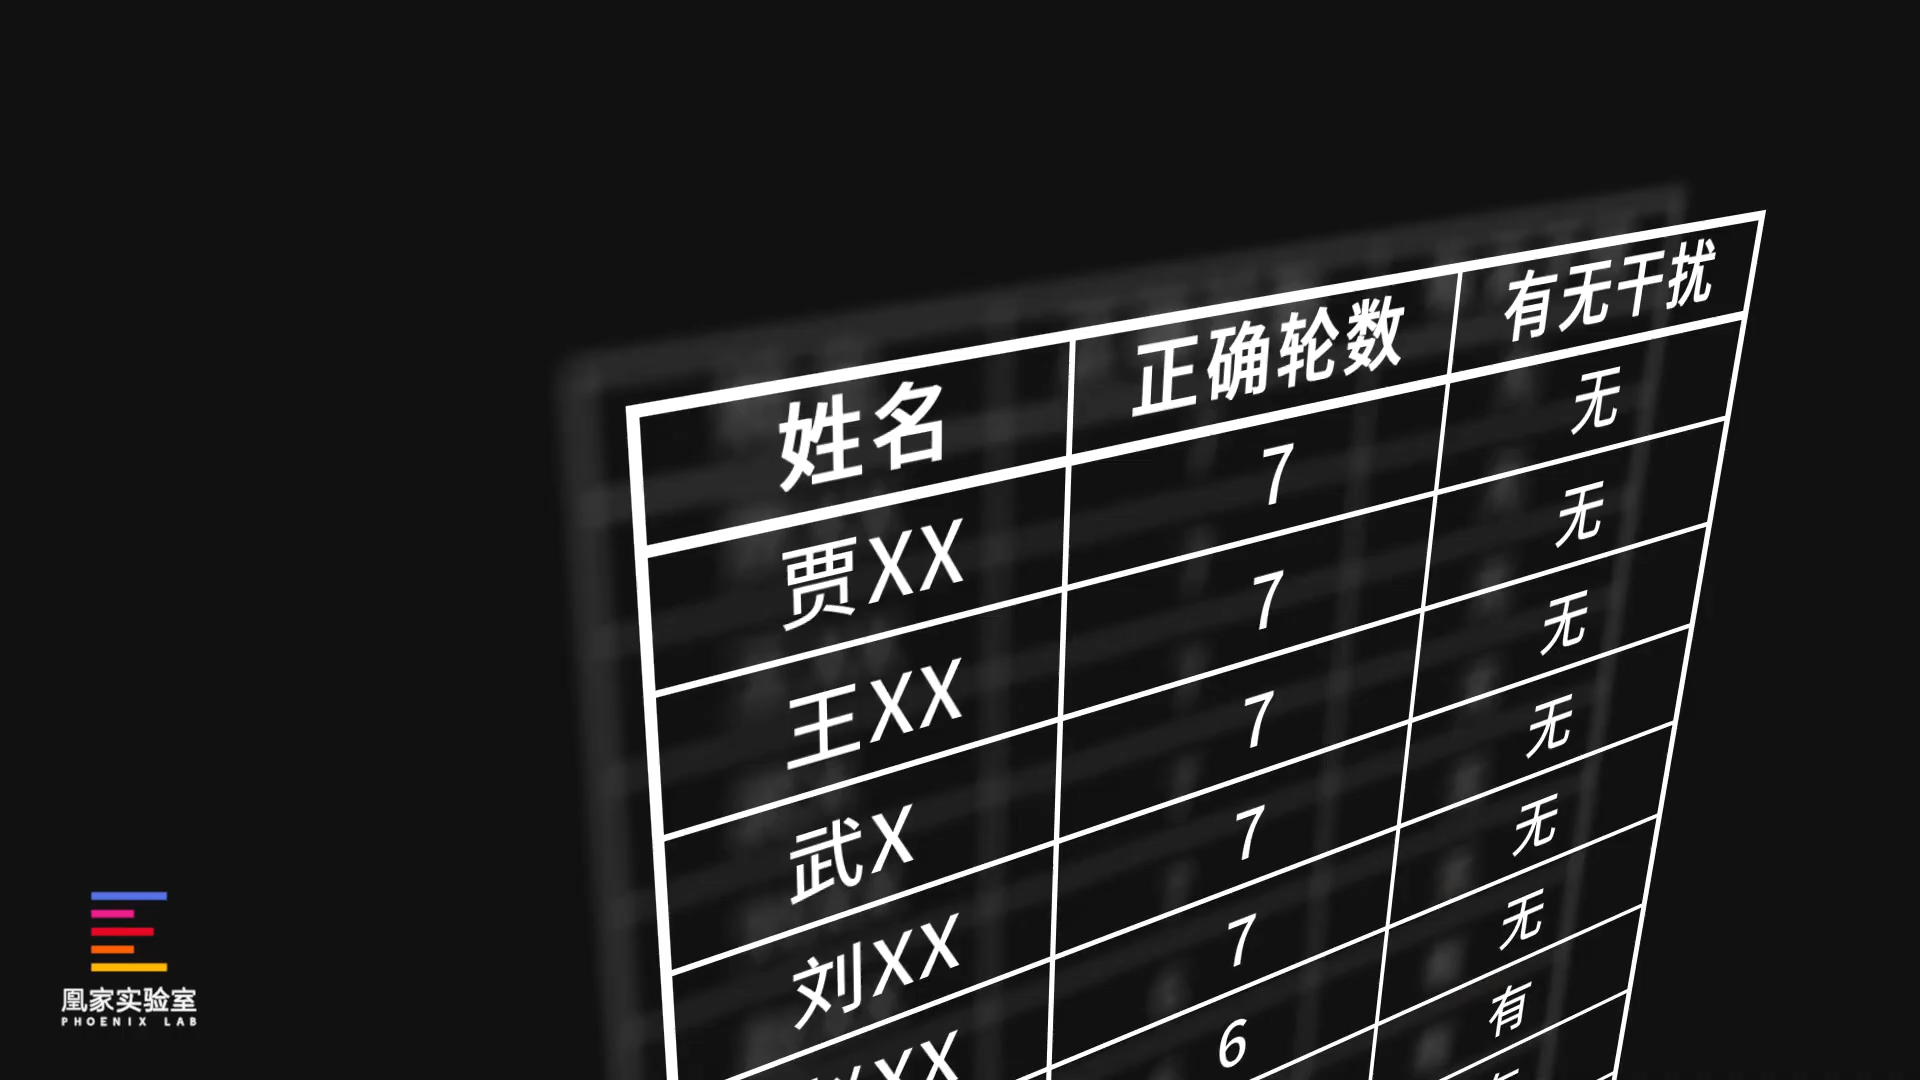 姓名 正确轮数 有无干扰
贾XX 7 无
王XX 7 无
武X 7 无
刘XX 7 无
XX 7 无
6 无
有
凰家实验室
PHOENIX LAB